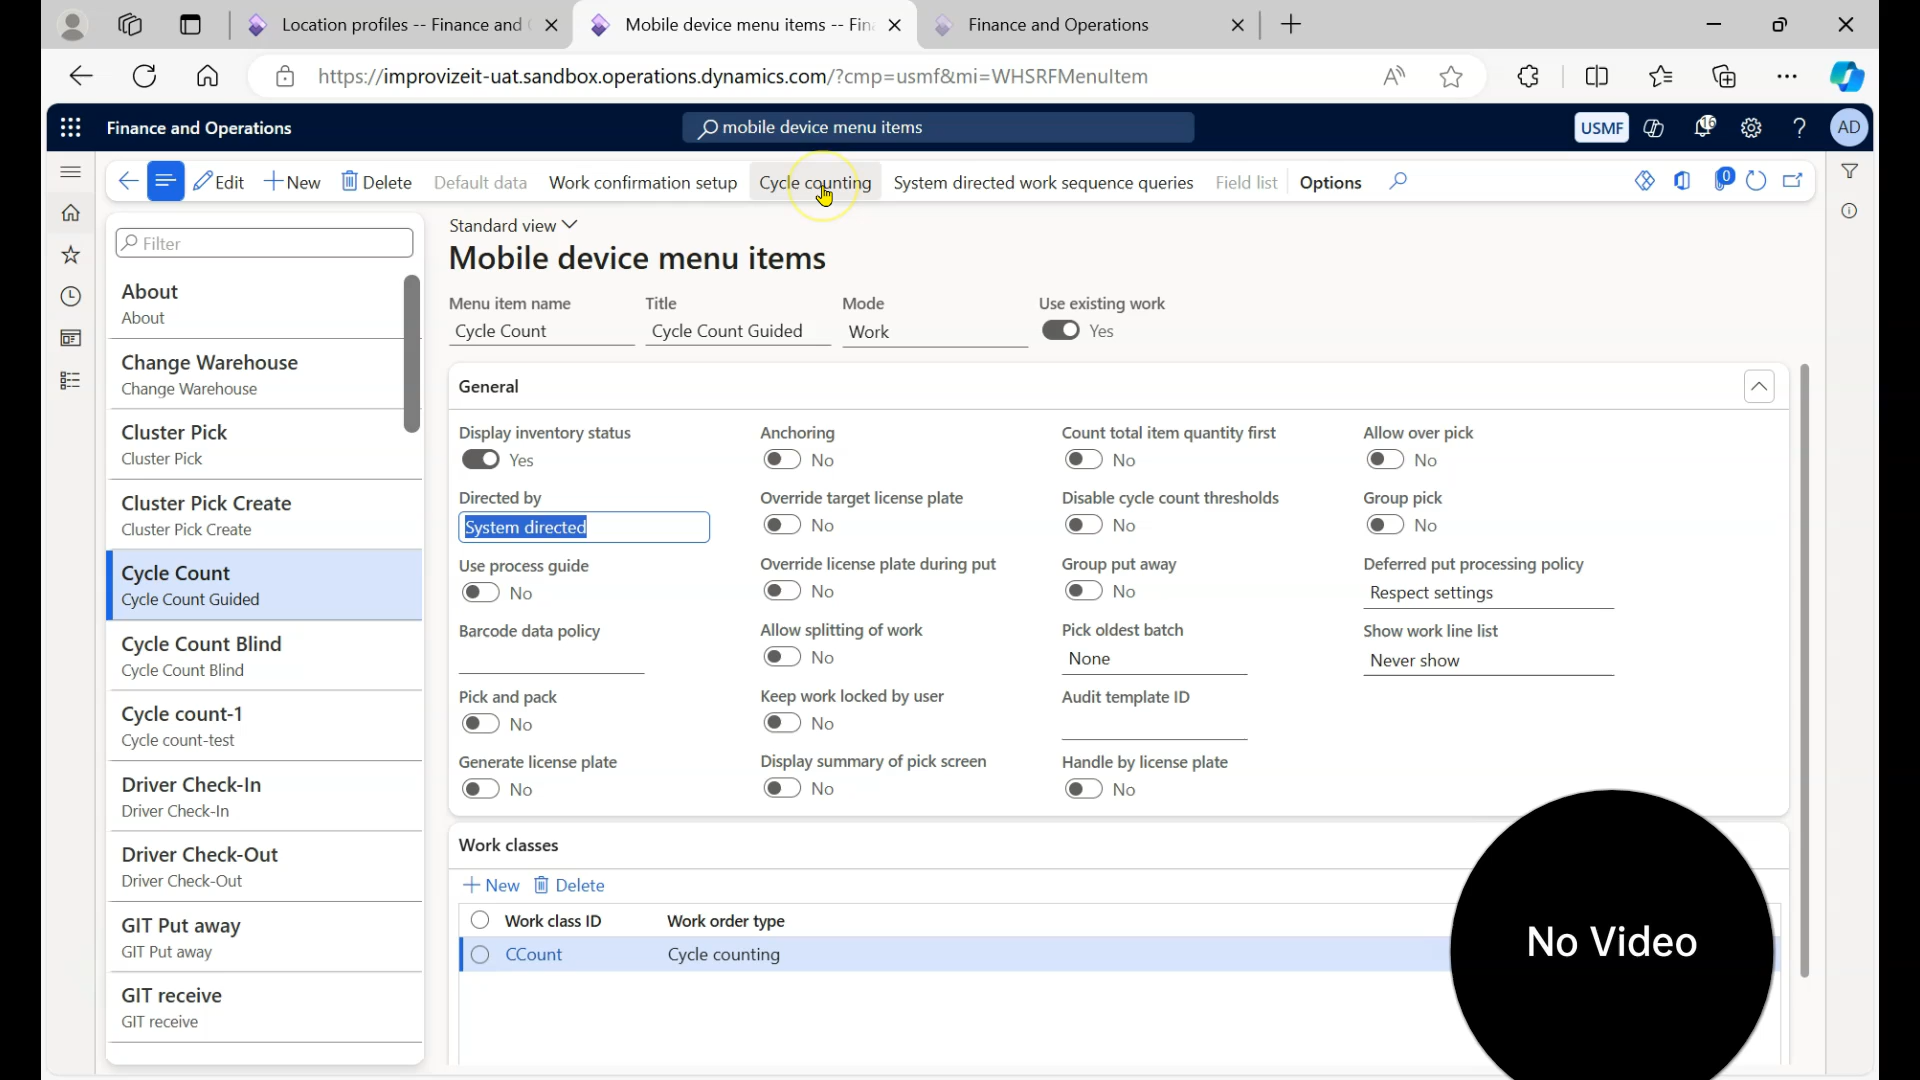 Location profiles -- Finance and
Mobile device menu items -- Fin
Finance and Operations
https://improvizeit-uat.sandbox.operations.dynamics.com/?cmp=usmf&mi=WHSRFMenuItem
Finance and Operations
mobile device menu items
USMF
16
AD
Edit
New
Delete
Default data
Work confirmation setup
Cycle counting
System directed work sequence queries
Field list
Options
0
Filter
About
About
Change Warehouse
Change Warehouse
Cluster Pick
Cluster Pick
Cluster Pick Create
Cluster Pick Create
Cycle Count
Cycle Count Guided
Cycle Count Blind
Cycle Count Blind
Cycle count-1
Cycle count-test
Driver Check-In
Driver Check-In
Driver Check-Out
Driver Check-Out
GIT Put away
GIT Put away
GIT receive
GIT receive
Standard view
Mobile device menu items
Menu item name
Cycle Count
Title
Cycle Count Guided
Mode
Work
Use existing work
Yes
General
Display inventory status
Yes
Directed by
System directed
Use process guide
No
Barcode data policy
Pick and pack
No
Generate license plate
No
Anchoring
No
Override target license plate
No
Override license plate during put
No
Allow splitting of work
No
Keep work locked by user
No
Display summary of pick screen
No
Count total item quantity first
No
Disable cycle count thresholds
No
Group put away
No
Pick oldest batch
None
Audit template ID
Handle by license plate
No
Allow over pick
No
Group pick
No
Deferred put processing policy
Respect settings
Show work line list
Never show
Work classes
New
Delete
Work class ID
Work order type
CCount
Cycle counting
No Video